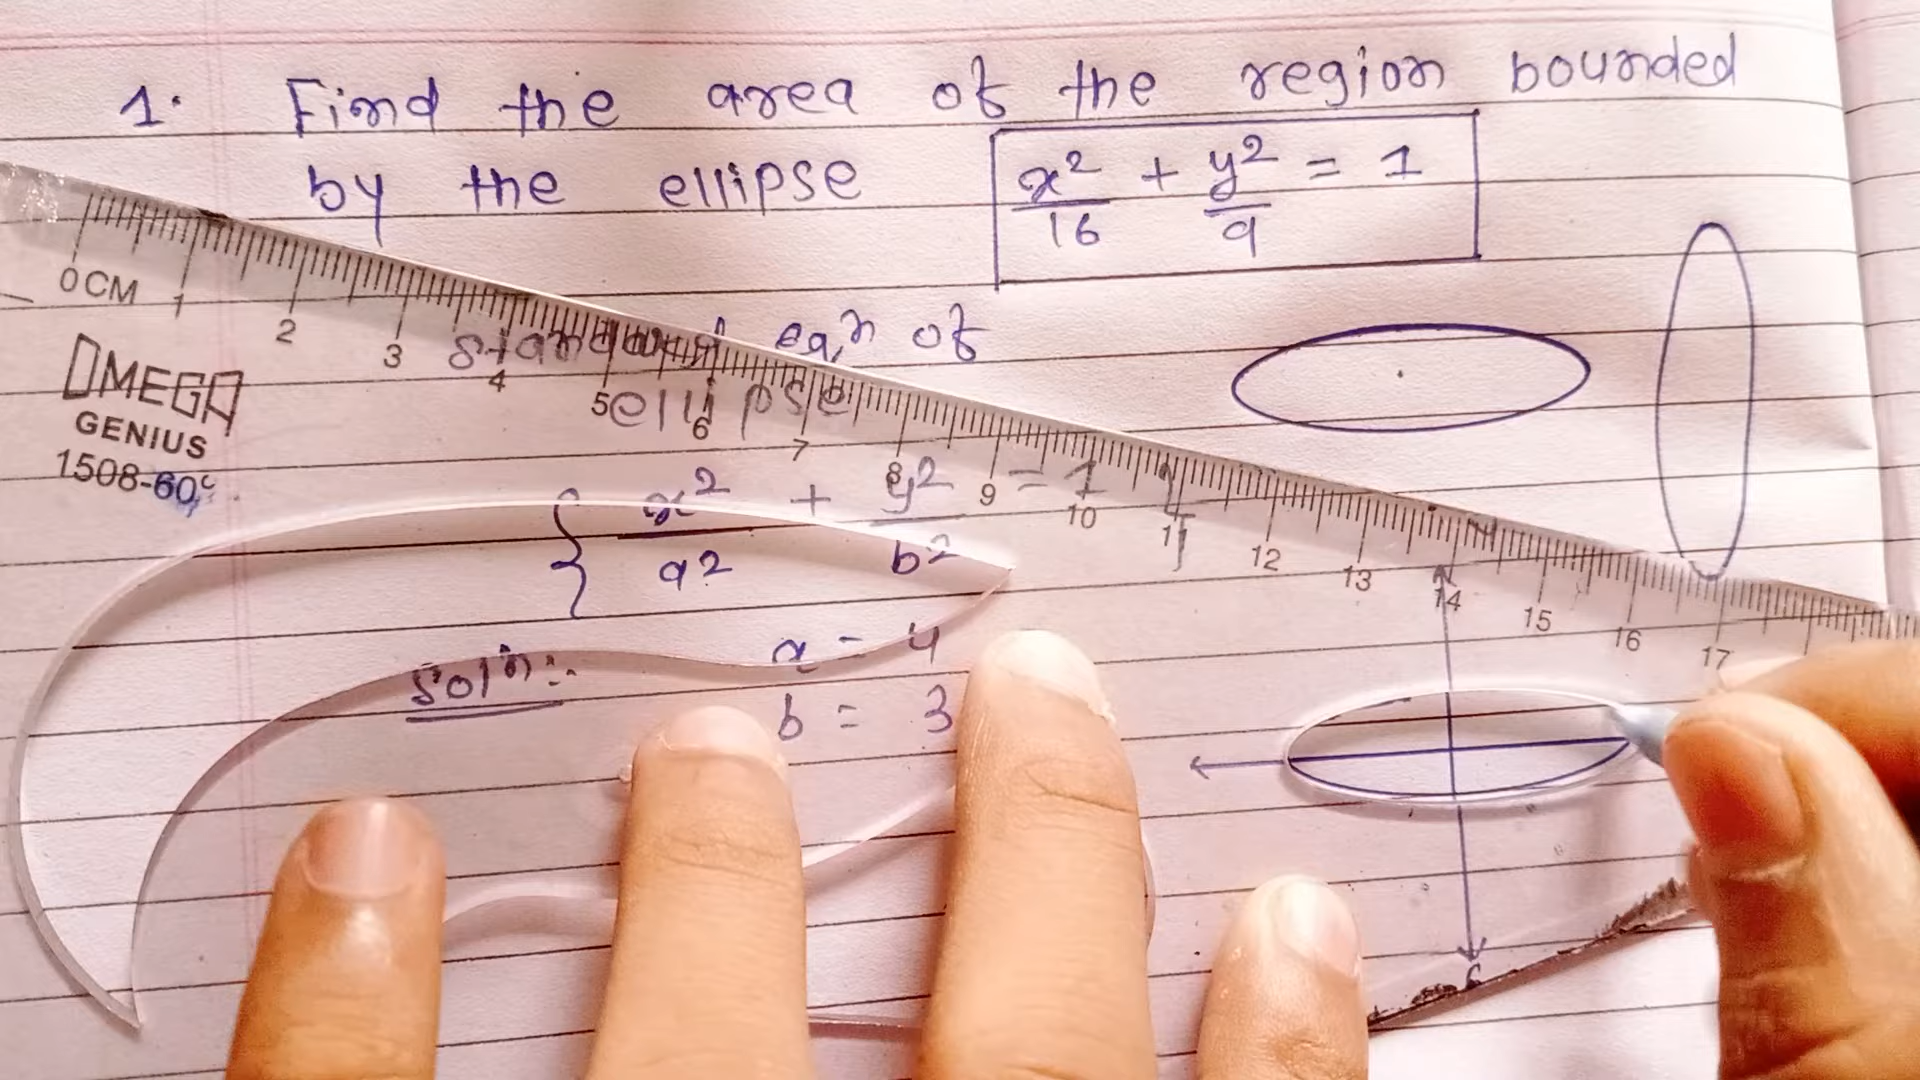 1. Find the area of the region bounded
by the ellipse x²/16 + y²/9 = 1
0 CM 1 2 3 4 5 6 7 8 9 10 11 12 13 14 15 16 17
OMEGA
GENIUS
1508-60
Standard eqn of
ellipse
{ x²/a² + y²/b² = 1
Soln:-
a = 4
b = 3